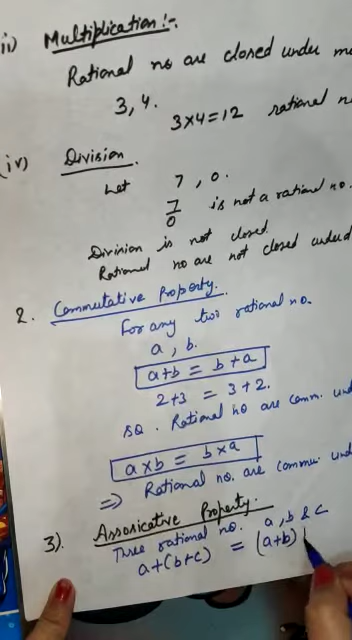 iii) Multiplication :-
Rational no are closed under m
3, 4.
3×4=12 rational n
(iv) Division.
Let 7, 0.
7/0 is not a rational no.
Division is not closed.
Rational no are not closed under
2. Commutative Property.
For any two rational no.
a, b.
a+b = b+a
2+3 = 3+2.
so. Rational no are comm. und
a×b = b×a
⇒ Rational no. are commu. und
3). Associative Property.
Three rational no. a, b & c
a+(b+c) = (a+b)